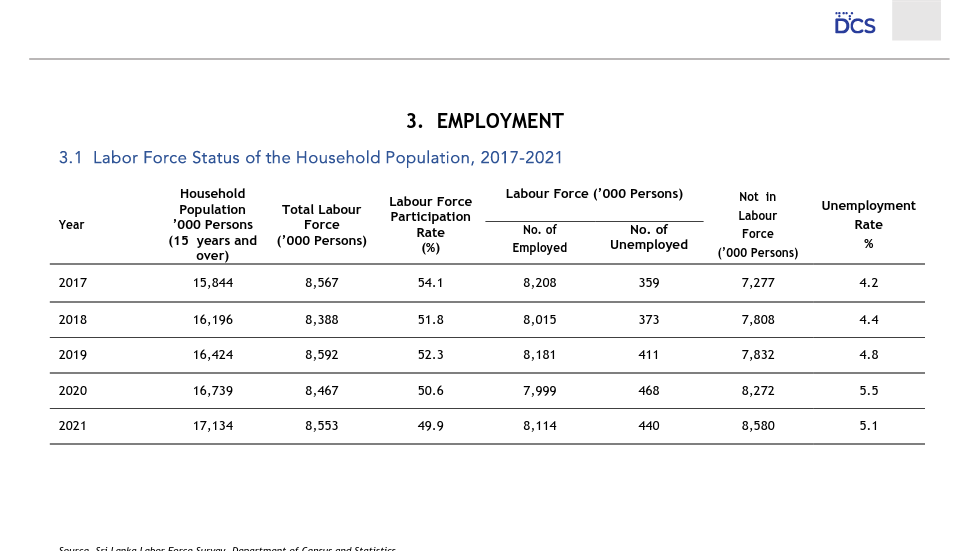 DCS
3. EMPLOYMENT
3.1 Labor Force Status of the Household Population, 2017-2021
Year
Household
Population
’000 Persons
(15 years and
over)
Total Labour
Force
(’000 Persons)
Labour Force
Participation
Rate
(%)
Labour Force (’000 Persons)
No. of
Employed
No. of
Unemployed
Not in
Labour
Force
(’000 Persons)
Unemployment
Rate
%
2017 15,844 8,567 54.1 8,208 359 7,277 4.2
2018 16,196 8,388 51.8 8,015 373 7,808 4.4
2019 16,424 8,592 52.3 8,181 411 7,832 4.8
2020 16,739 8,467 50.6 7,999 468 8,272 5.5
2021 17,134 8,553 49.9 8,114 440 8,580 5.1
Source. Sri Lanka Labor Force Survey, Department of Census and Statistics